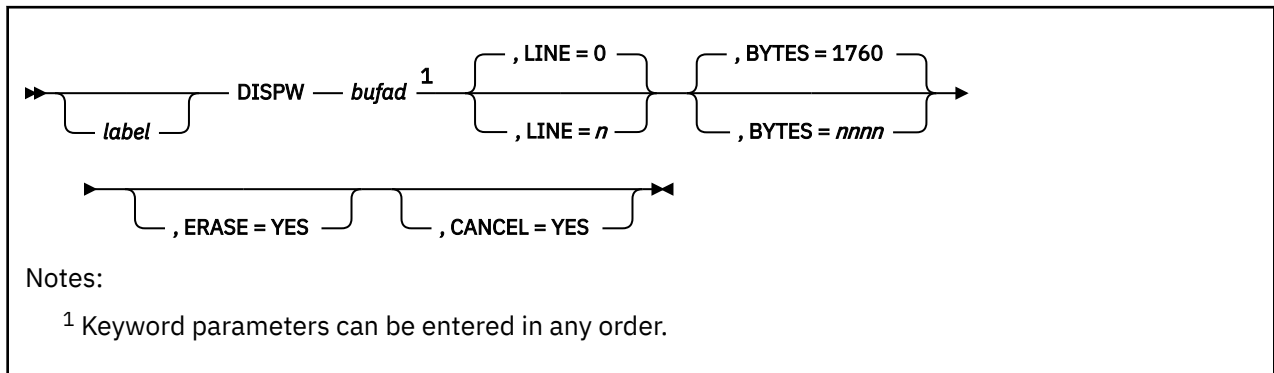 , LINE = 0 , BYTES = 1760
DISPW bufad 1
label , LINE = n , BYTES = nnnn
, ERASE = YES , CANCEL = YES
Notes:
1 Keyword parameters can be entered in any order.